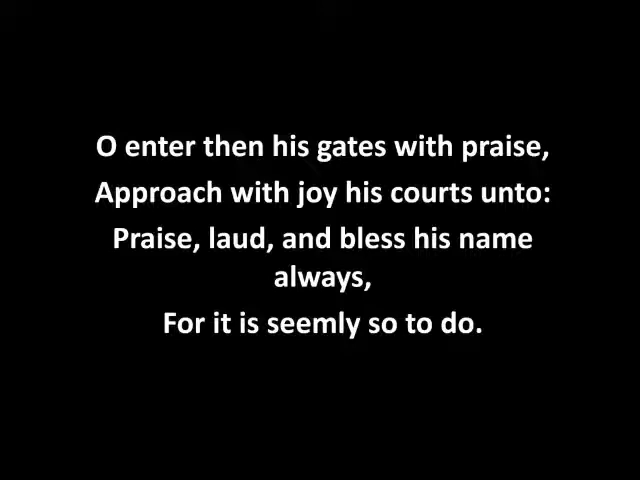 O enter then his gates with praise,
Approach with joy his courts unto:
Praise, laud, and bless his name
always,
For it is seemly so to do.